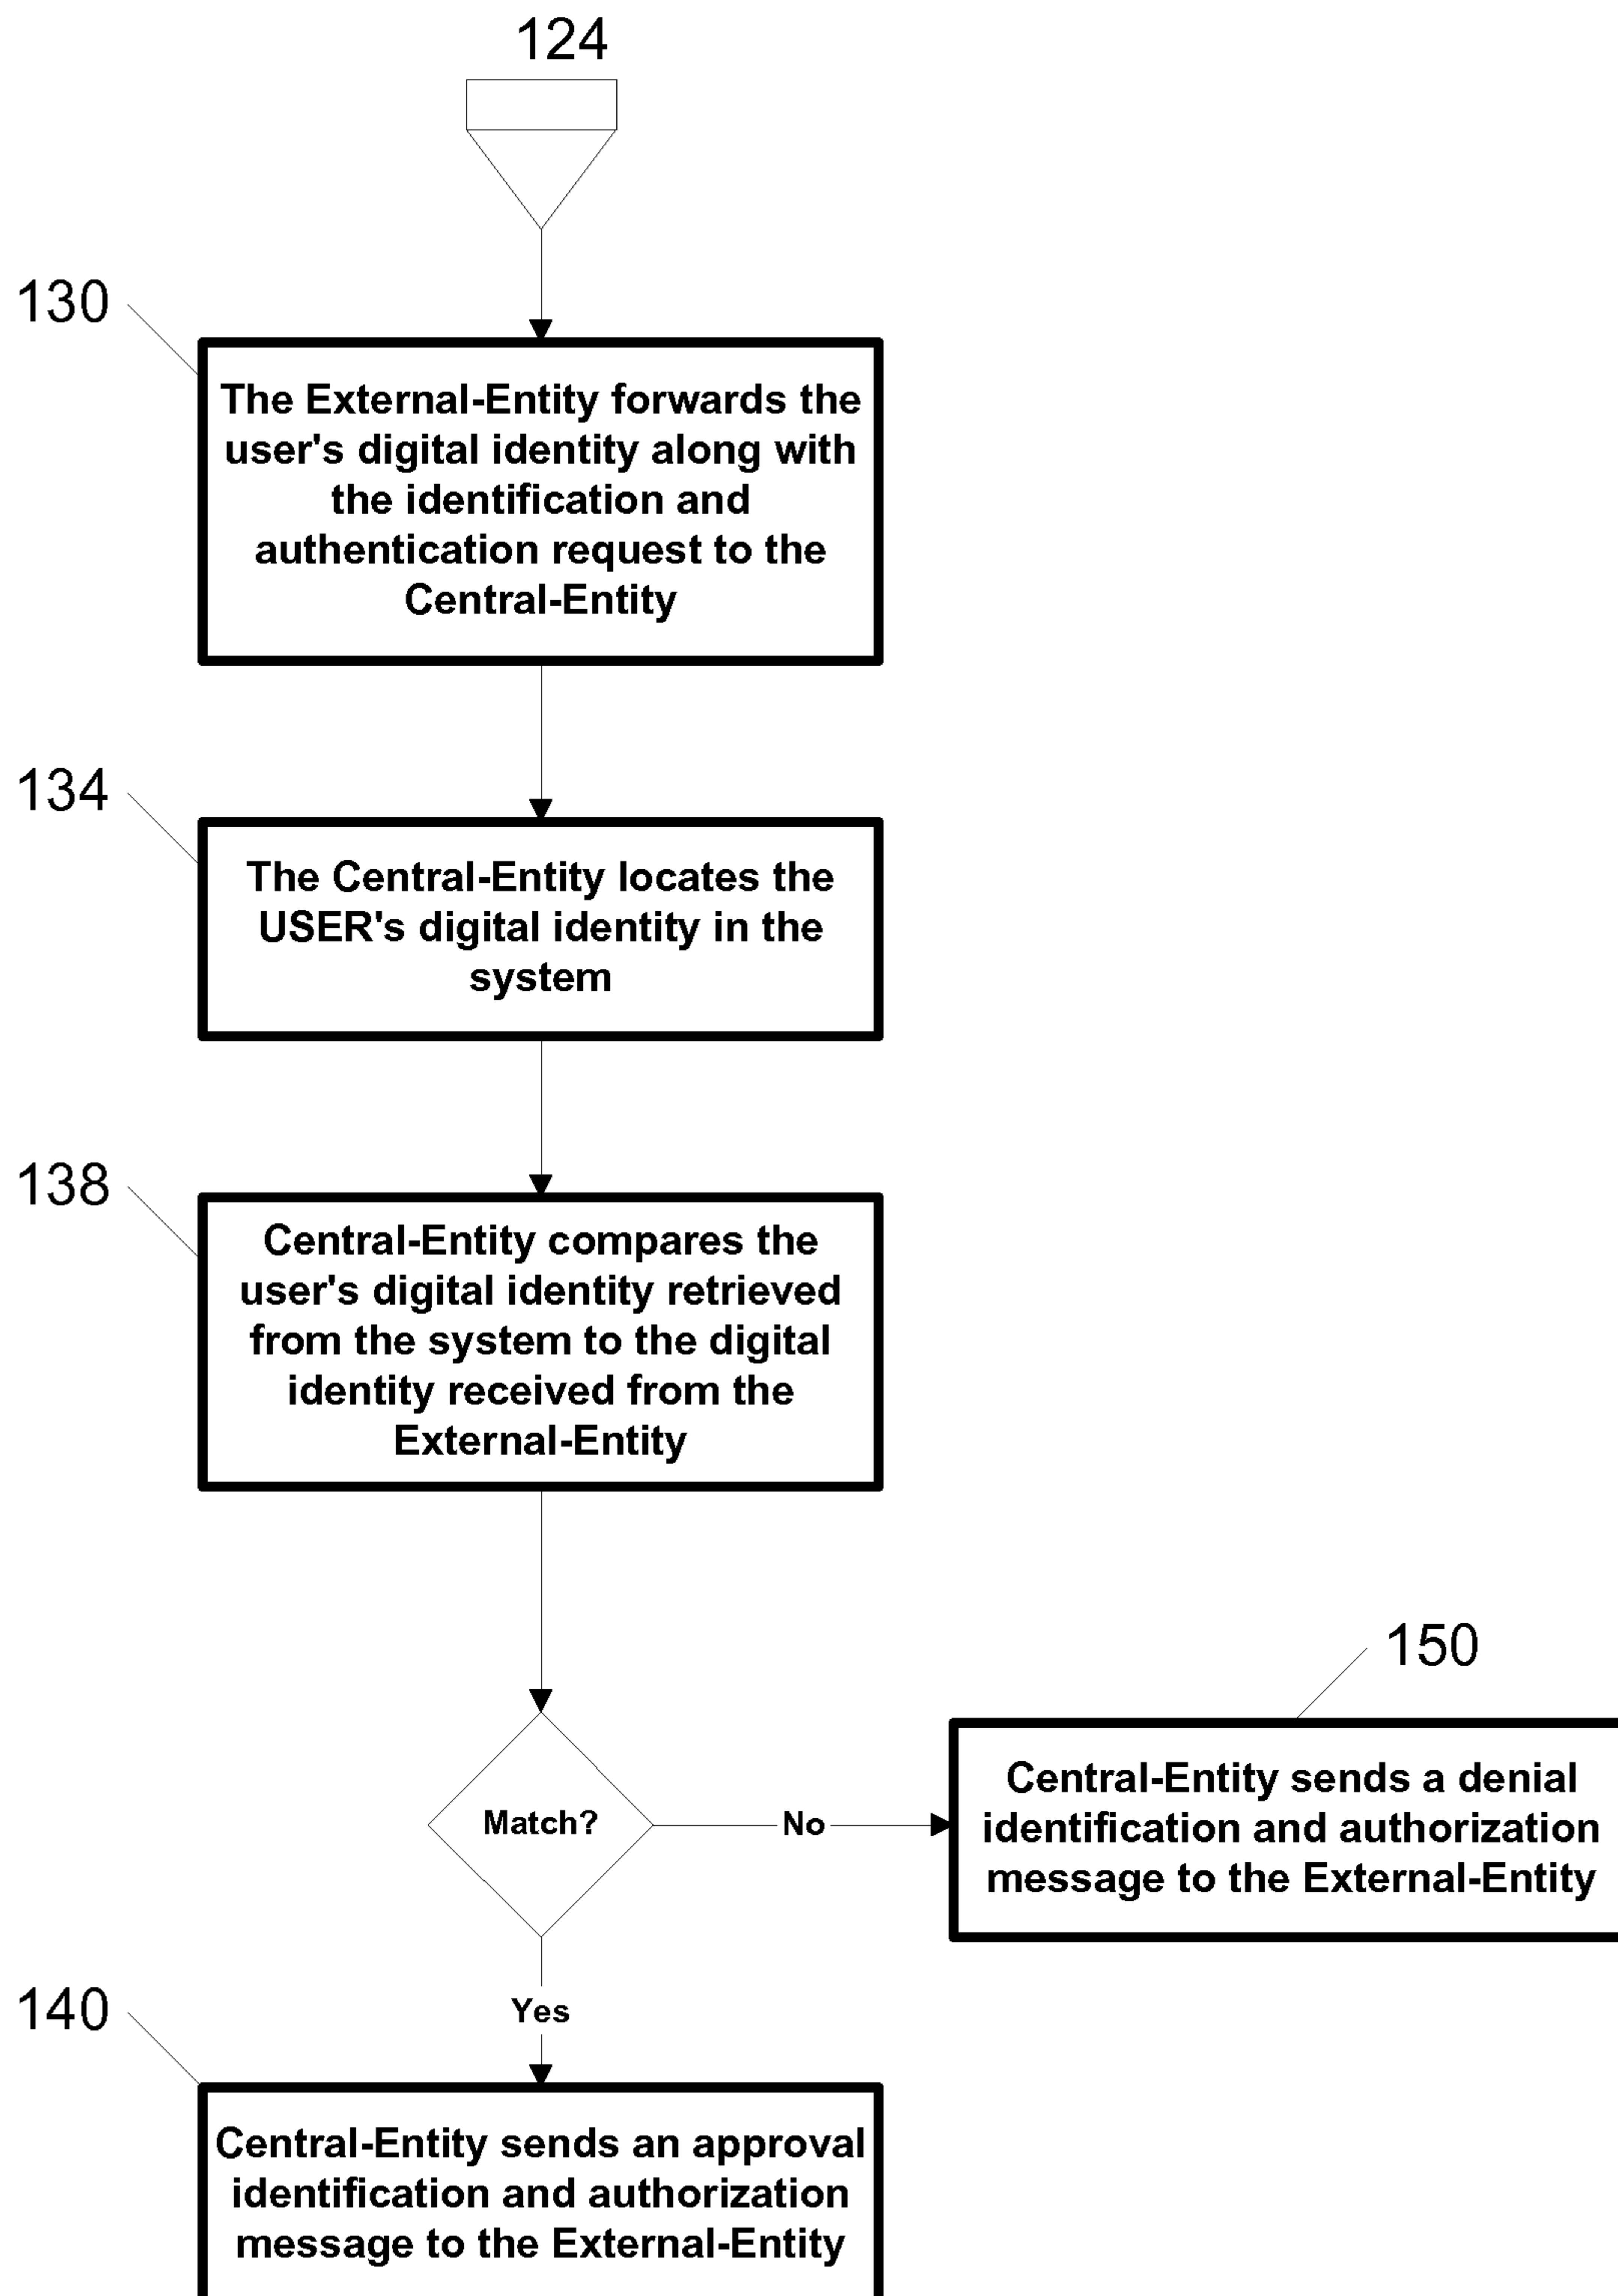 124
130
The External-Entity forwards the
user's digital identity along with
the identification and
authentication request to the
Central-Entity
134
The Central-Entity locates the
USER's digital identity in the
system
138
Central-Entity compares the
user's digital identity retrieved
from the system to the digital
identity received from the
External-Entity
150
Match?
No
Central-Entity sends a denial
identification and authorization
message to the External-Entity
Yes
140
Central-Entity sends an approval
identification and authorization
message to the External-Entity